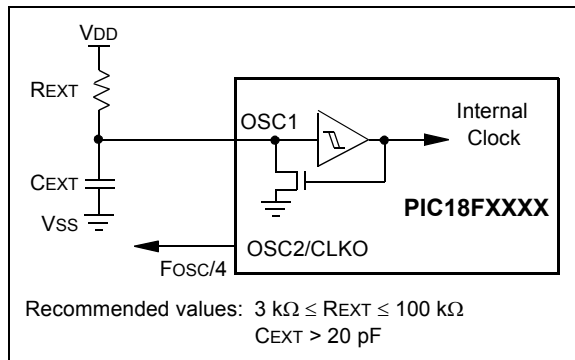 VDD
REXT
OSC1
Internal
Clock
CEXT
PIC18FXXXX
VSS
OSC2/CLKO
FOSC/4
Recommended values: 3 kΩ ≤ REXT ≤ 100 kΩ
CEXT > 20 pF